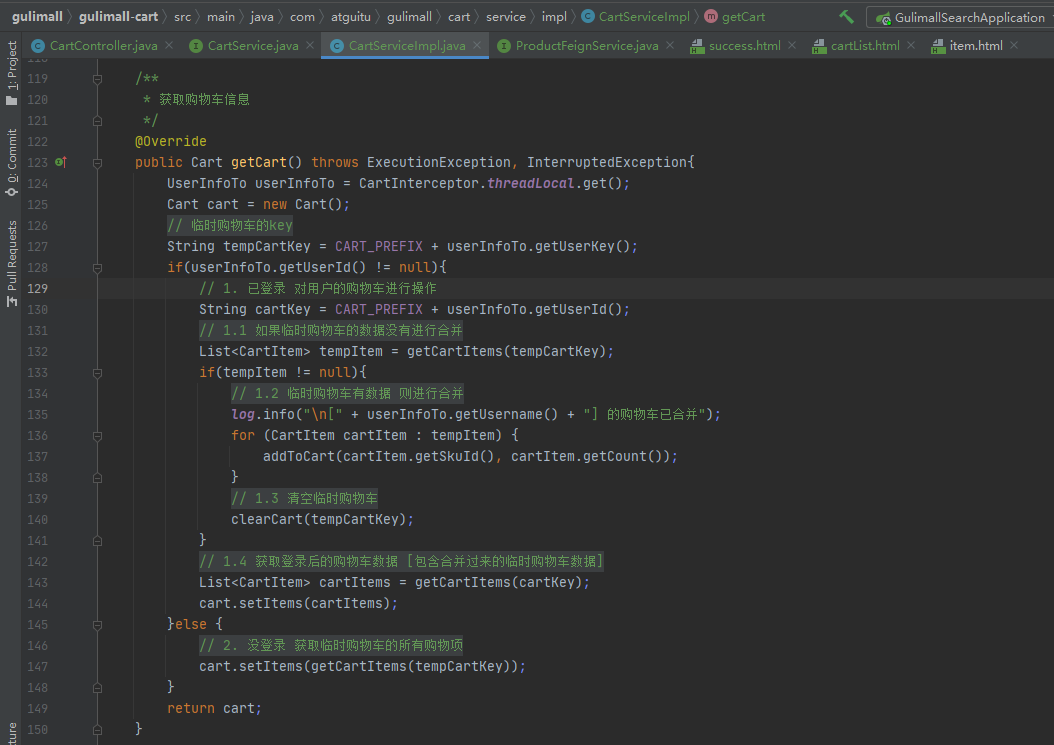 gulimall gulimall-cart src main java com atguitu gulimall cart service impl CartServiceImpl getCart GulimallSearchApplication
CartController.java CartService.java CartServiceImpl.java ProductFeignService.java success.html cartList.html item.html
1: Project
0: Commit
Pull Requests
119 /**
120 * 获取购物车信息
121 */
122 @Override
123 public Cart getCart() throws ExecutionException, InterruptedException{
124 UserInfoTo userInfoTo = CartInterceptor.threadLocal.get();
125 Cart cart = new Cart();
126 // 临时购物车的key
127 String tempCartKey = CART_PREFIX + userInfoTo.getUserKey();
128 if(userInfoTo.getUserId() != null){
129 // 1. 已登录 对用户的购物车进行操作
130 String cartKey = CART_PREFIX + userInfoTo.getUserId();
131 // 1.1 如果临时购物车的数据没有进行合并
132 List<CartItem> tempItem = getCartItems(tempCartKey);
133 if(tempItem != null){
134 // 1.2 临时购物车有数据 则进行合并
135 log.info("\n[" + userInfoTo.getUsername() + "] 的购物车已合并");
136 for (CartItem cartItem : tempItem) {
137 addToCart(cartItem.getSkuId(), cartItem.getCount());
138 }
139 // 1.3 清空临时购物车
140 clearCart(tempCartKey);
141 }
142 // 1.4 获取登录后的购物车数据 [包含合并过来的临时购物车数据]
143 List<CartItem> cartItems = getCartItems(cartKey);
144 cart.setItems(cartItems);
145 }else {
146 // 2. 没登录 获取临时购物车的所有购物项
147 cart.setItems(getCartItems(tempCartKey));
148 }
149 return cart;
150 }